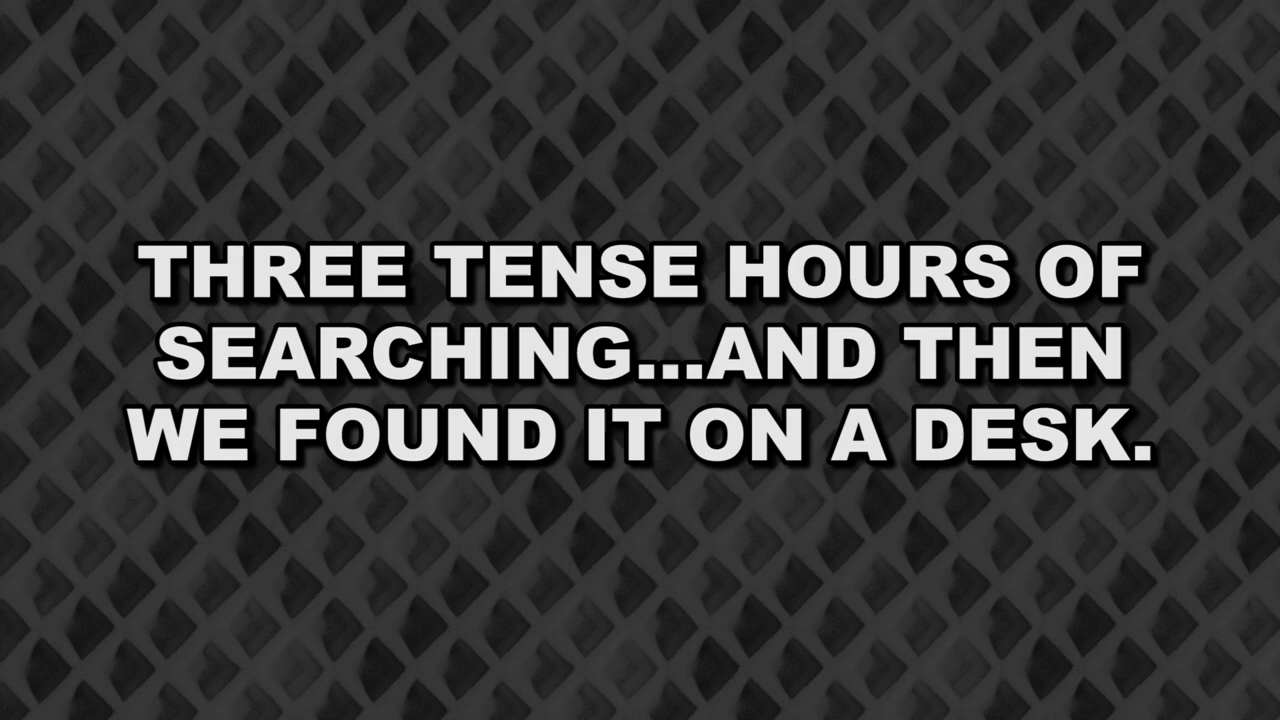 THREE TENSE HOURS OF
SEARCHING...AND THEN
WE FOUND IT ON A DESK.